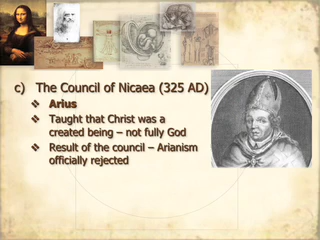 c) The Council of Nicaea (325 AD)
❖ Arius
❖ Taught that Christ was a
created being – not fully God
❖ Result of the council – Arianism
officially rejected